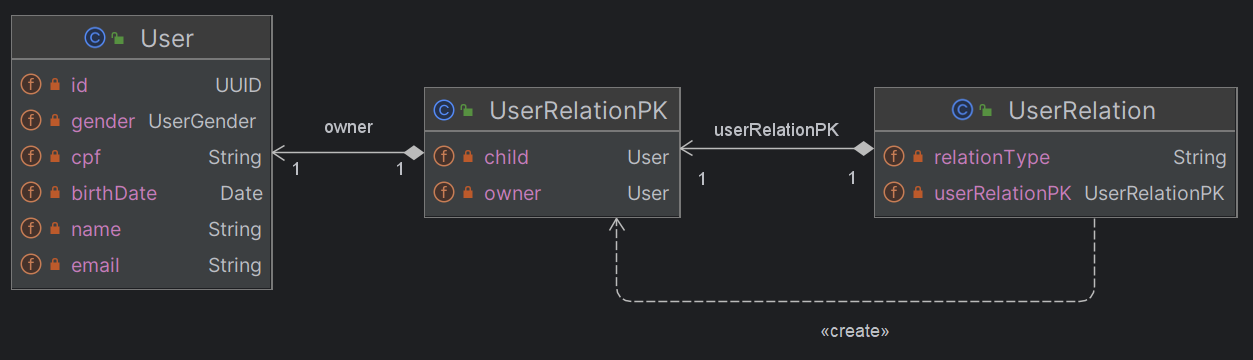 User
id UUID
gender UserGender
cpf String
birthDate Date
name String
email String
owner
1
1
UserRelationPK
child User
owner User
userRelationPK
1
1
UserRelation
relationType String
userRelationPK UserRelationPK
«create»